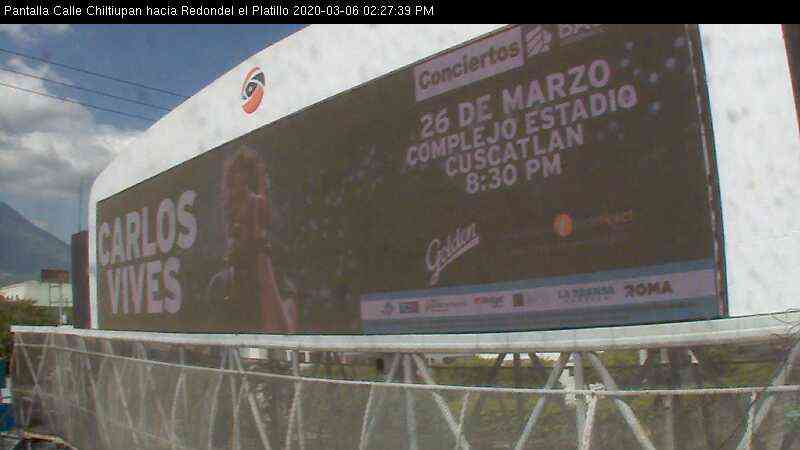 Pantalla Calle Chiltiupan hacia Redondel el Platillo 2020-03-06 02:27:39 PM
Conciertos
26 DE MARZO
COMPLEJO ESTADIO
CUSCATLAN
8:30 PM
CARLOS
VIVES
Golden
LA PRENSA
ROMA